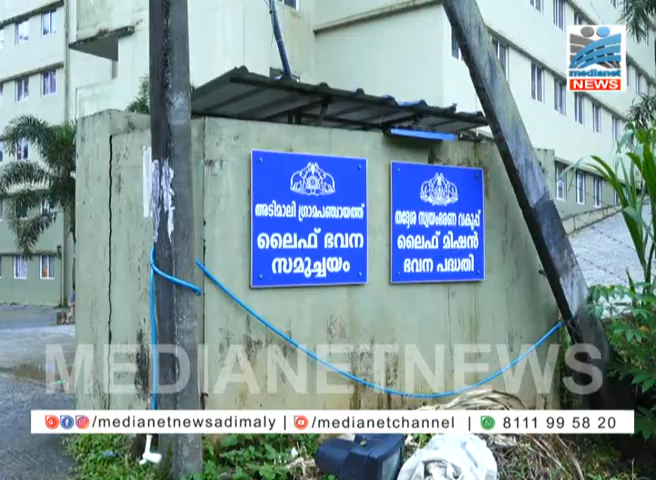 medianet
NEWS
അടിമാലി ഗ്രാമപഞ്ചായത്ത്
ലൈഫ് ഭവന
സമുച്ചയം
തദ്ദേശ സ്വയംഭരണ വകുപ്പ്
ലൈഫ് മിഷൻ
ഭവന പദ്ധതി
MEDIANETNEWS
/medianetnewsadimaly | /medianetchannel | 8111 99 58 20